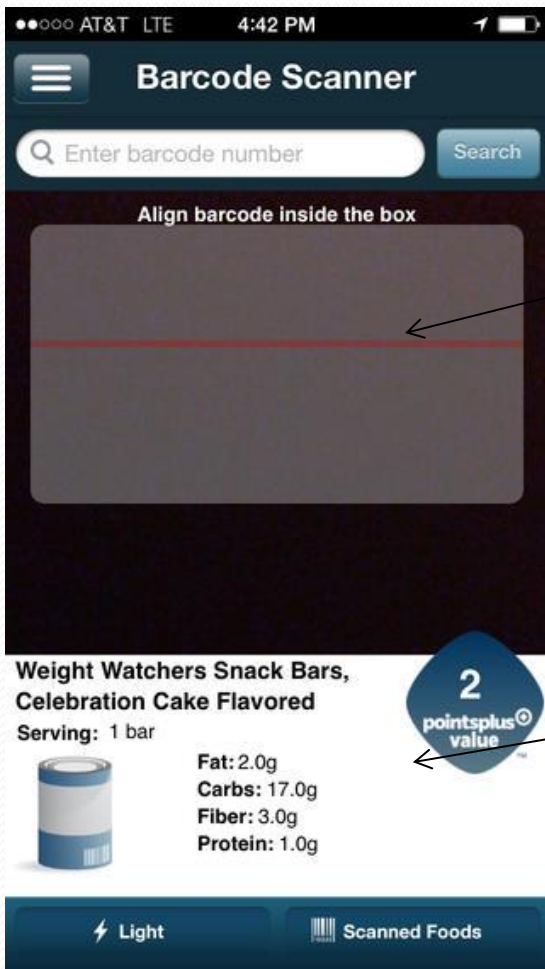 AT&T LTE 4:42 PM
Barcode Scanner
Enter barcode number Search
Align barcode inside the box
Weight Watchers Snack Bars,
Celebration Cake Flavored
Serving: 1 bar
2
pointsplus
value
™
Fat: 2.0g
Carbs: 17.0g
Fiber: 3.0g
Protein: 1.0g
Light Scanned Foods